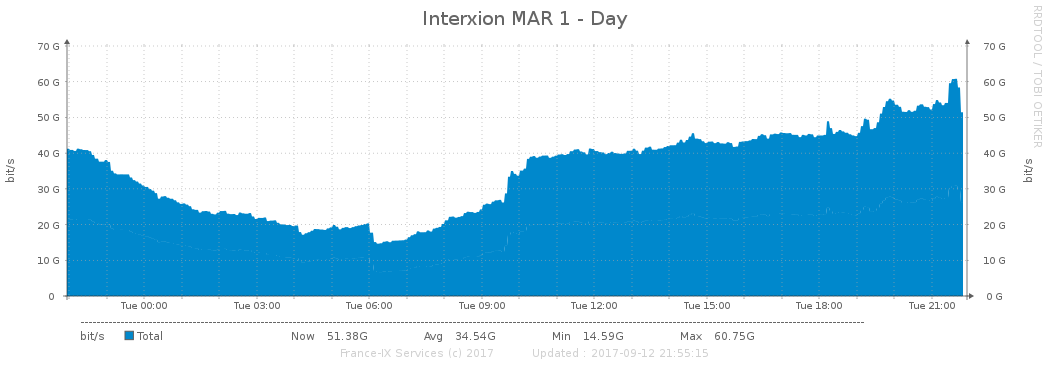 Interxion MAR 1 - Day
RRDTOOL / TOBI OETIKER
bit/s
bit/s
70 G 70 G
60 G 60 G
50 G 50 G
40 G 40 G
30 G 30 G
20 G 20 G
10 G 10 G
0 0 G
Tue 00:00 Tue 03:00 Tue 06:00 Tue 09:00 Tue 12:00 Tue 15:00 Tue 18:00 Tue 21:00
bit/s Total Now 51.38G Avg 34.54G Min 14.59G Max 60.75G
France-IX Services (c) 2017 Updated : 2017-09-12 21:55:15